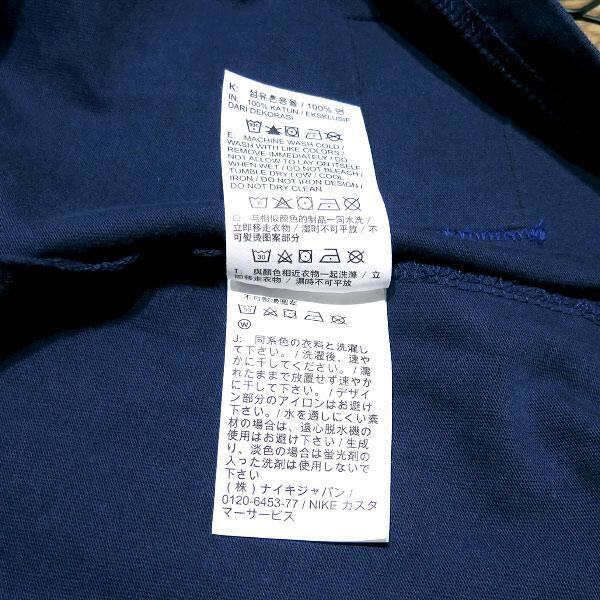 K: 섬유혼용율 / 100% 면
IN: 100% KATUN / EKSKLUSIF
DARI DEKORASI
E: MACHINE WASH COLD /
WASH WITH LIKE COLORS /
REMOVE IMMEDIATELY / DO
NOT ALLOW TO LAY ON ITSELF
WHEN WET / DO NOT BLEACH /
TUMBLE DRY LOW / COOL
IRON / DO NOT IRON DESIGN /
DO NOT DRY CLEAN
30
C: 与相似颜色的制品一同水洗 /
立即移走衣物 / 湿时不可平放 / 不
可熨烫图案部分
30
T: 與顏色相近衣物一起洗滌 / 立
即移走衣物 / 濕時不可平放
不可熨燙圖案
30
W
J: 同系色の衣料と洗濯し
て下さい。 / 洗濯後、速や
かに干してください。 / 濡
れたままで放置せず速やか
に干して下さい。 / デザイ
ン部分のアイロンはお避け
下さい。 / 水を通しにくい素
材の場合は、遠心脱水機の
使用はお避け下さい / 生成
り、淡色の場合は蛍光剤の
入った洗剤は使用しないで
下さい
(株) ナイキジャパン /
0120-6453-77 / NIKE カスタ
マーサービス